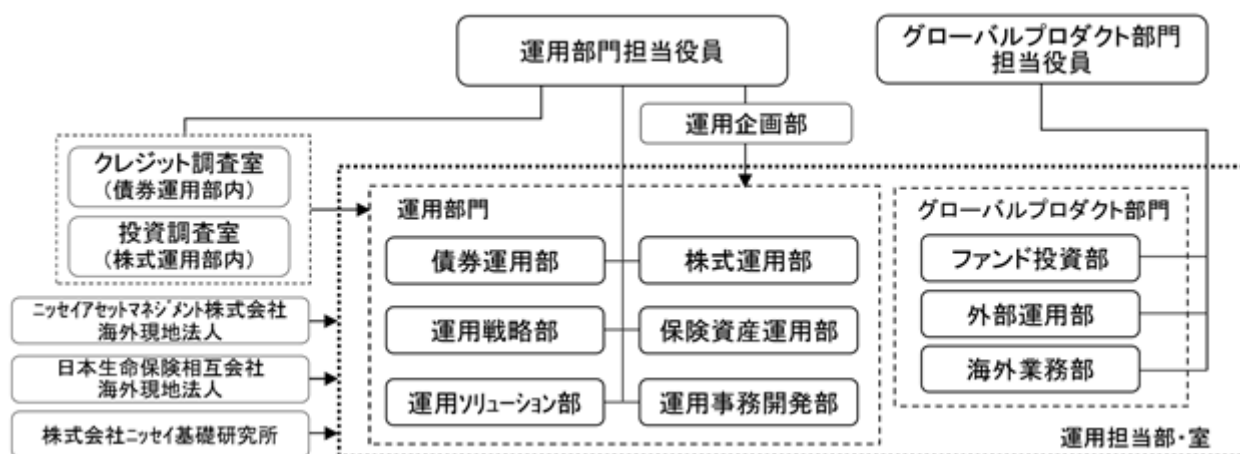 運用部門担当役員
グローバルプロダクト部門
担当役員
運用企画部
クレジット調査室
（債券運用部内）
投資調査室
（株式運用部内）
ニッセイアセットマネジメント株式会社
海外現地法人
日本生命保険相互会社
海外現地法人
株式会社ニッセイ基礎研究所
運用部門
債券運用部
株式運用部
運用戦略部
保険資産運用部
運用ソリューション部
運用事務開発部
グローバルプロダクト部門
ファンド投資部
外部運用部
海外業務部
運用担当部・室